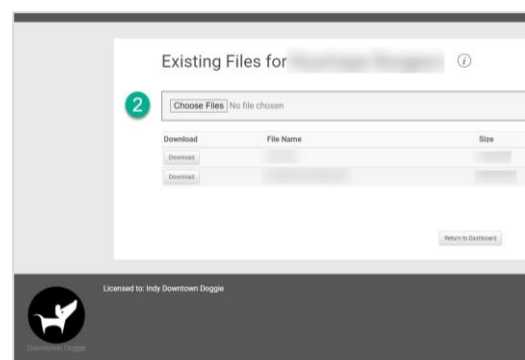 Existing Files for
i
2
Choose Files No file chosen
Download File Name Size
Download
Download
Return to Dashboard
Licensed to: Indy Downtown Doggie
Downtown Doggie